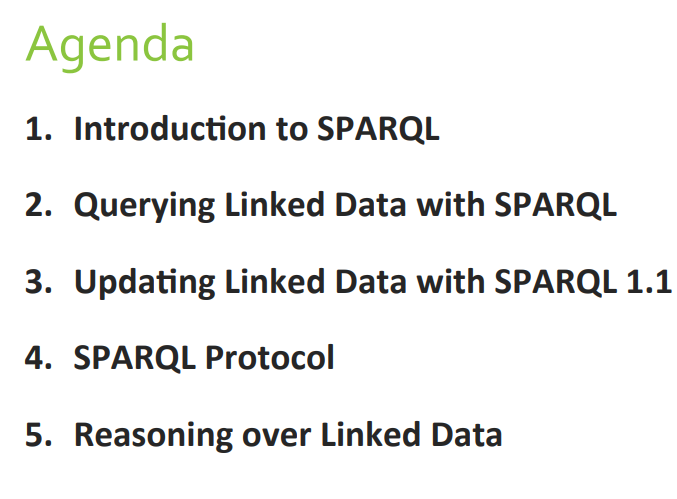 Agenda
1. Introduction to SPARQL
2. Querying Linked Data with SPARQL
3. Updating Linked Data with SPARQL 1.1
4. SPARQL Protocol
5. Reasoning over Linked Data